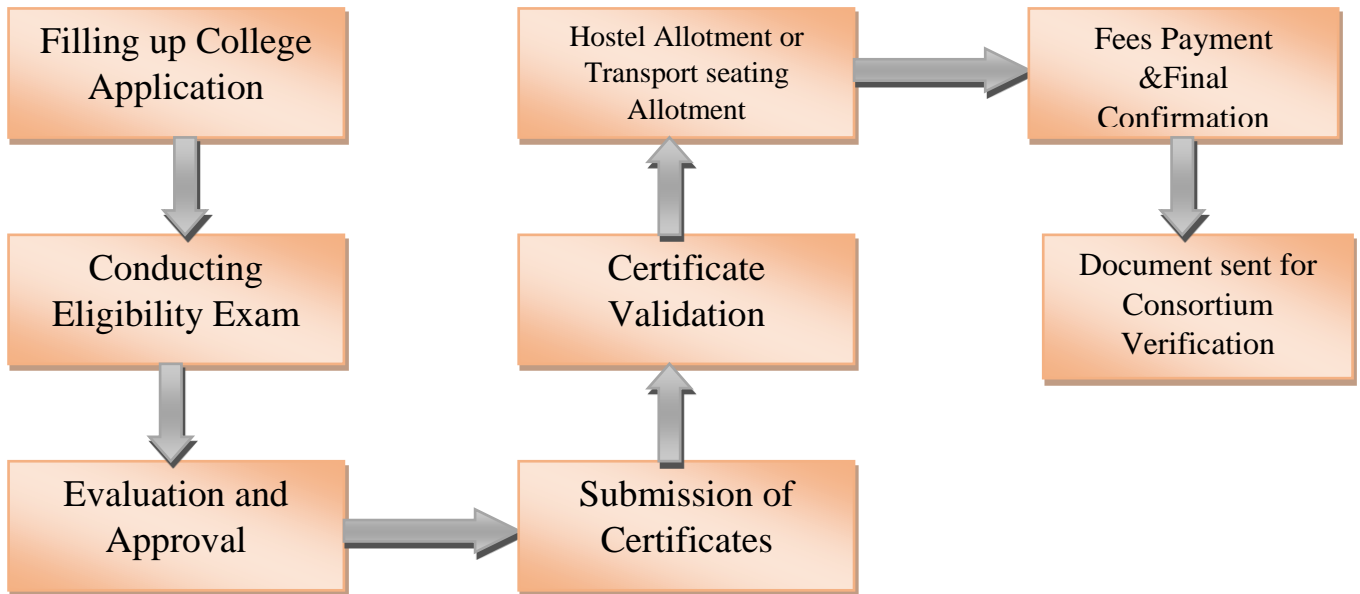 Filling up College
Application
Conducting
Eligibility Exam
Evaluation and
Approval
Submission of
Certificates
Certificate
Validation
Hostel Allotment or
Transport seating
Allotment
Fees Payment
&Final
Confirmation
Document sent for
Consortium
Verification